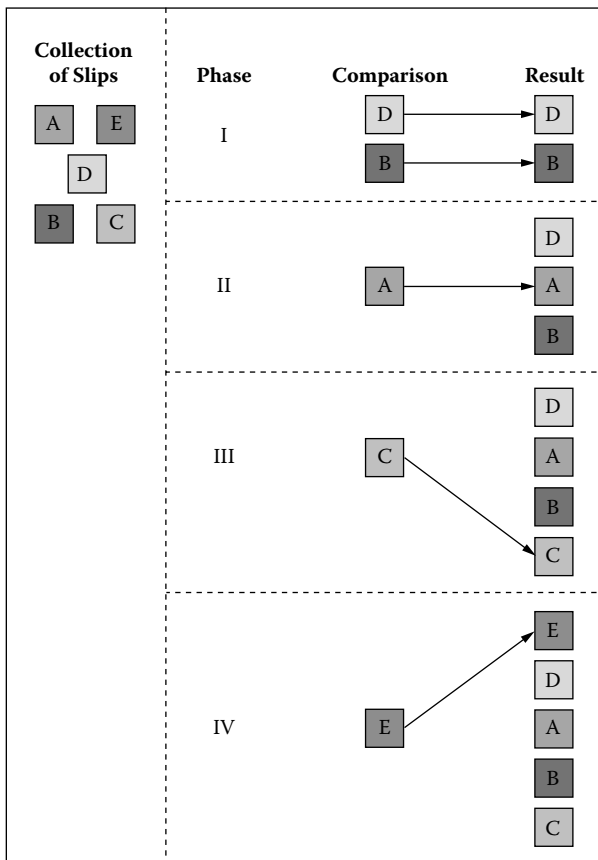 Collection
of Slips
A E
D
B C
Phase Comparison Result
I
D D
B B
II
D
A A
B
III
D
C A
B
C
IV
E
D
E A
B
C